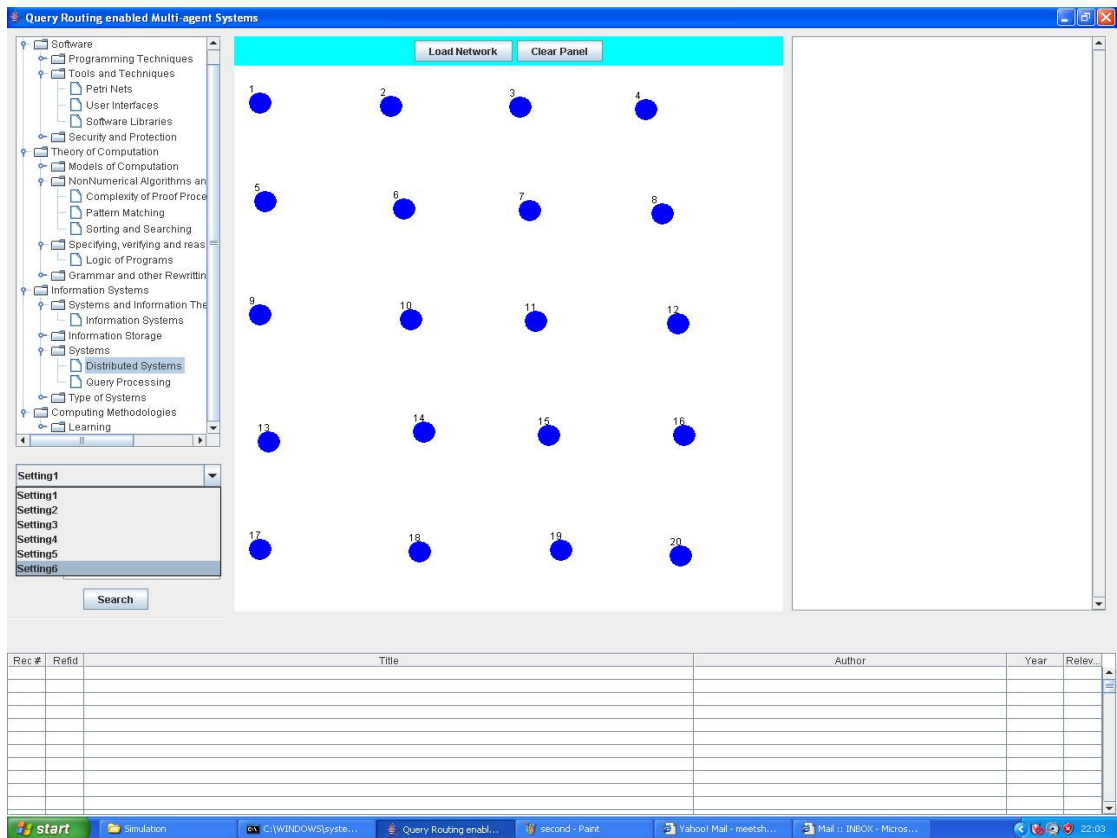 Query Routing enabled Multi-agent Systems
Software
Programming Techniques
Tools and Techniques
Petri Nets
User Interfaces
Software Libraries
Security and Protection
Theory of Computation
Models of Computation
NonNumerical Algorithms an
Complexity of Proof Proce
Pattern Matching
Sorting and Searching
Specifying, verifying and reas
Logic of Programs
Grammar and other Rewrittin
Information Systems
Systems and Information The
Information Systems
Information Storage
Systems
Distributed Systems
Query Processing
Type of Systems
Computing Methodologies
Learning
Setting1
Setting1
Setting2
Setting3
Setting4
Setting5
Setting6
Search
Load Network Clear Panel
1 2 3 4
5 6 7 8
9 10 11 12
13 14 15 16
17 18 19 20
Rec # Refid Title Author Year Relev...
start Simulation C:\WINDOWS\syste... Query Routing enabl... second - Paint Yahoo! Mail - meetsh... Mail :: INBOX - Micros... 22:03